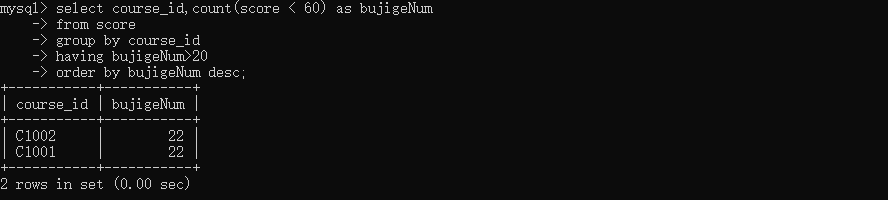 mysql> select course_id,count(score < 60) as bujigeNum
    -> from score
    -> group by course_id
    -> having bujigeNum>20
    -> order by bujigeNum desc;
+-----------+-----------+
| course_id | bujigeNum |
+-----------+-----------+
| C1002     |        22 |
| C1001     |        22 |
+-----------+-----------+
2 rows in set (0.00 sec)